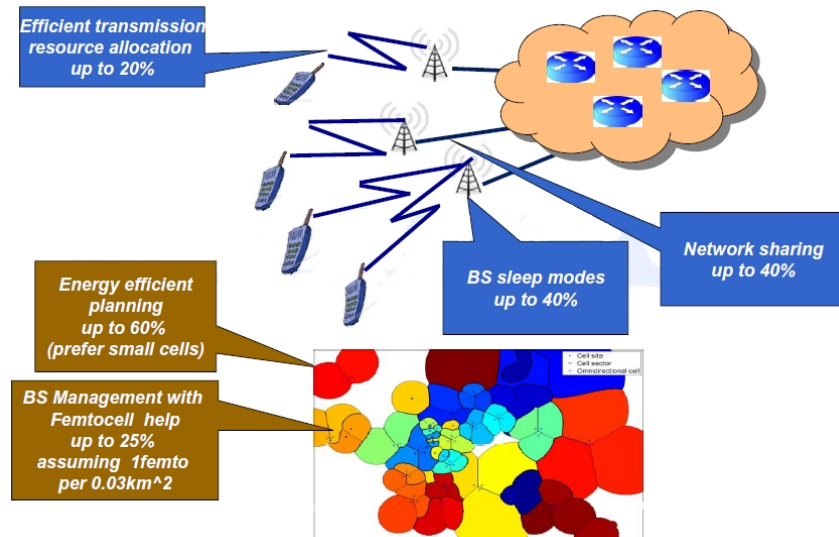 Efficient transmission
resource allocation
up to 20%
Network sharing
up to 40%
BS sleep modes
up to 40%
Energy efficient
planning
up to 60%
(prefer small cells)
BS Management with
Femtocell help
up to 25%
assuming 1femto
per 0.03km^2
Cell site
Cell sector
Omnidirectional cell